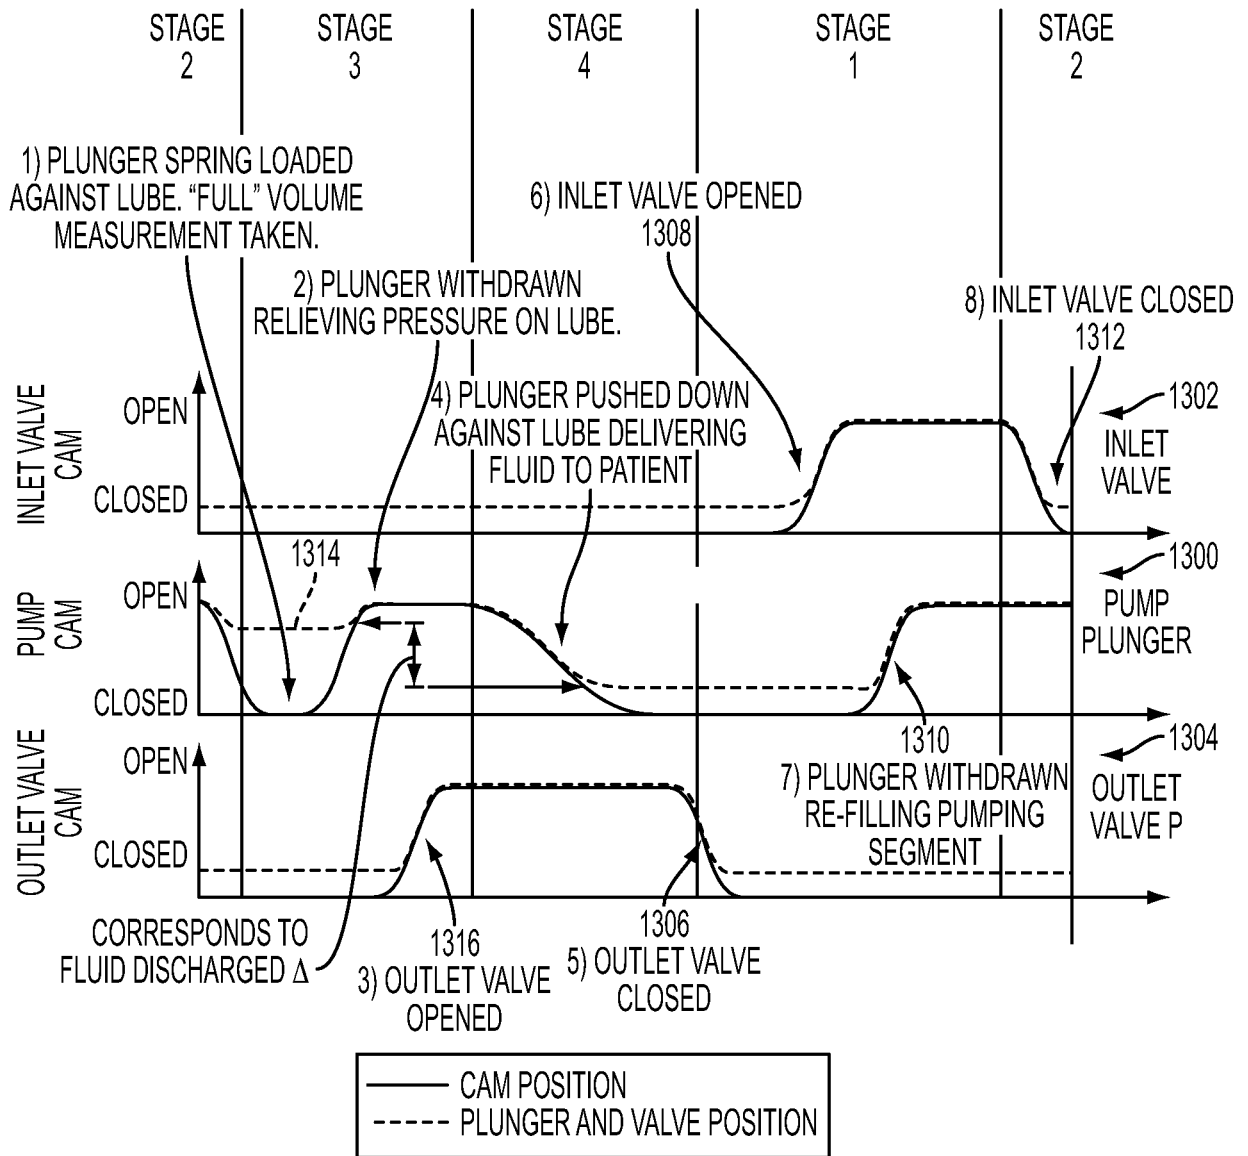 STAGE
2
STAGE
3
STAGE
4
STAGE
1
STAGE
2
1) PLUNGER SPRING LOADED
AGAINST LUBE. “FULL” VOLUME
MEASUREMENT TAKEN.
2) PLUNGER WITHDRAWN
RELIEVING PRESSURE ON LUBE.
6) INLET VALVE OPENED
1308
8) INLET VALVE CLOSED
1312
4) PLUNGER PUSHED DOWN
AGAINST LUBE DELIVERING
FLUID TO PATIENT
INLET VALVE
CAM
OPEN
CLOSED
1302
INLET
VALVE
1314
PUMP
CAM
OPEN
CLOSED
1300
PUMP
PLUNGER
1310
7) PLUNGER WITHDRAWN
RE-FILLING PUMPING
SEGMENT
OUTLET VALVE
CAM
OPEN
CLOSED
1304
OUTLET
VALVE P
CORRESPONDS TO
FLUID DISCHARGED Δ
1316
3) OUTLET VALVE
OPENED
1306
5) OUTLET VALVE
CLOSED
CAM POSITION
PLUNGER AND VALVE POSITION